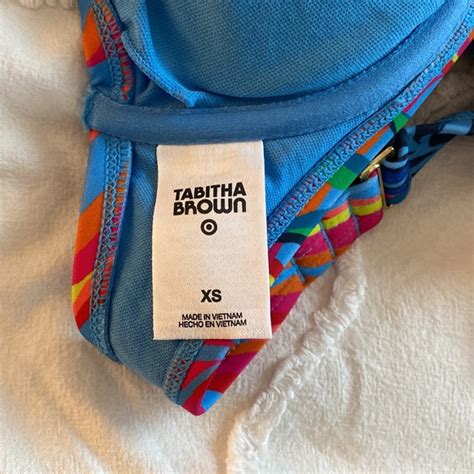 TABITHA
BROWN
XS
MADE IN VIETNAM
HECHO EN VIETNAM